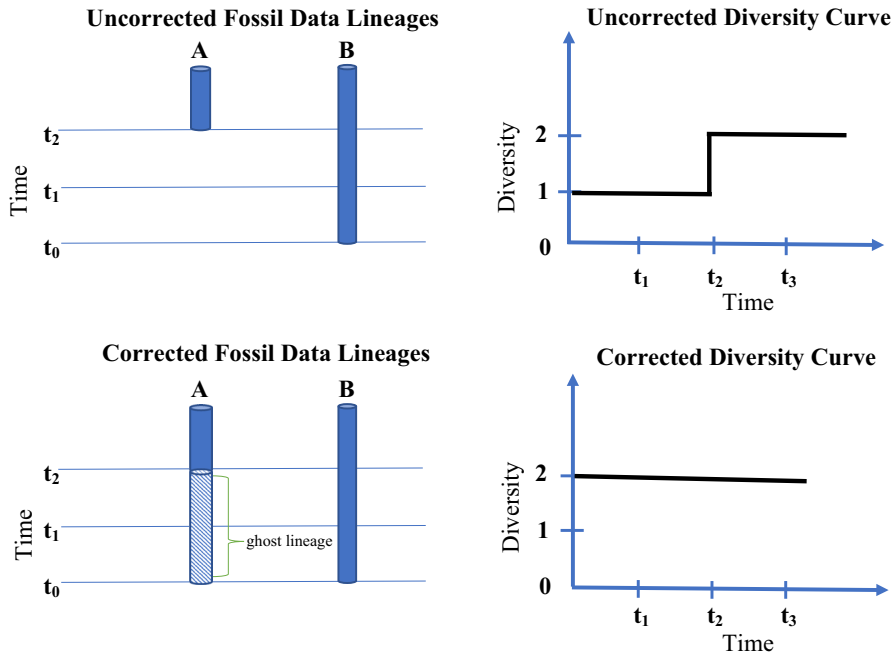 Uncorrected Fossil Data Lineages
A B
t2
t1
t0
Time
Uncorrected Diversity Curve
2
1
0
Diversity
t1 t2 t3
Time
Corrected Fossil Data Lineages
A B
t2
t1
t0
Time
ghost lineage
Corrected Diversity Curve
2
1
0
Diversity
t1 t2 t3
Time